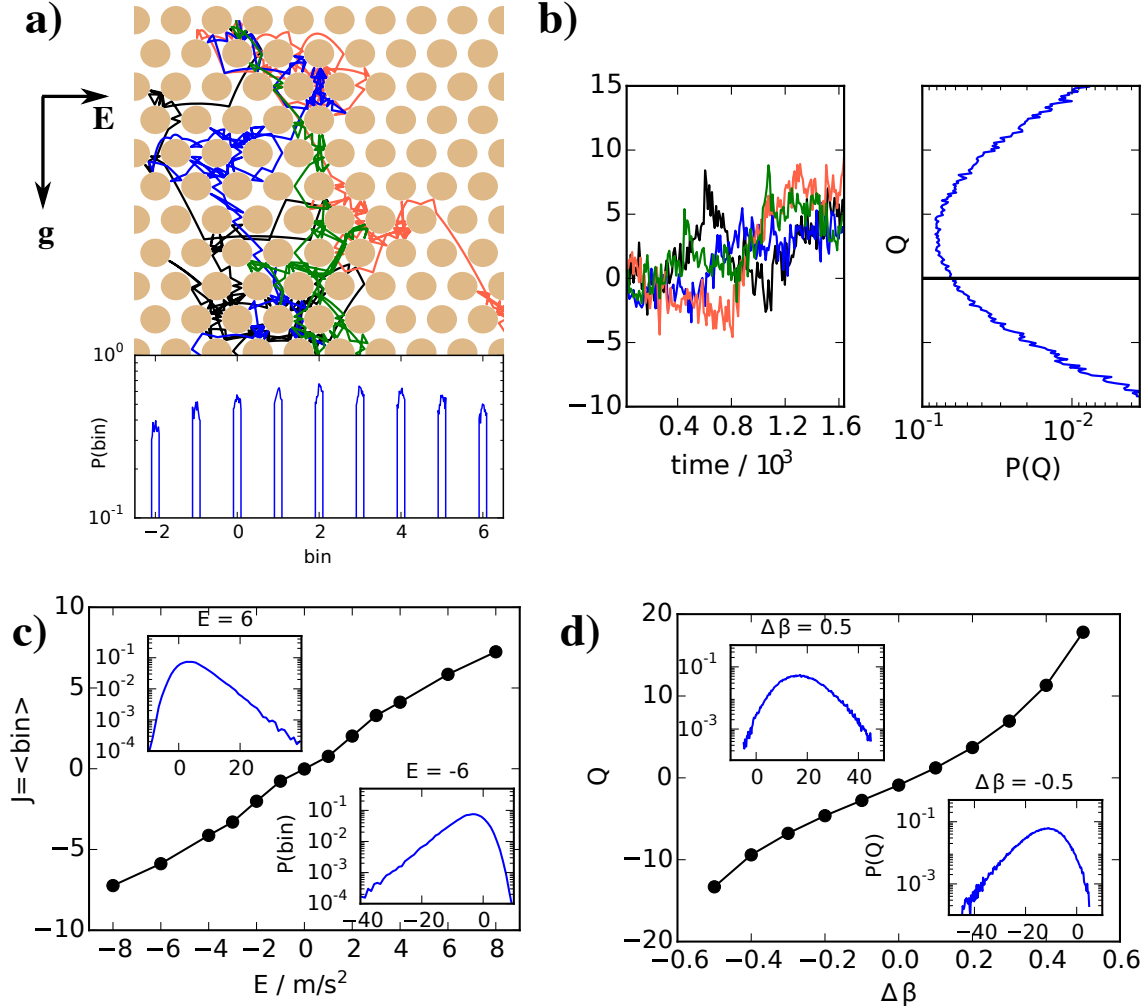 a)
E
g
10⁰
10⁻¹
P(bin)
−2 0 2 4 6
bin
b)
15
10
5
0
−5
−10
0.4 0.8 1.2 1.6
time / 10³
Q
10⁻¹ 10⁻²
P(Q)
c)
10
5
0
−5
−10
J=<bin>
−8 −6 −4 −2 0 2 4 6 8
E / m/s²
E = 6
10⁻¹
10⁻²
10⁻³
10⁻⁴
0 20
E = -6
P(bin)
10⁻¹
10⁻²
10⁻³
10⁻⁴
−40 −20 0
d)
20
10
0
−10
−20
Q
−0.6 −0.4 −0.2 0.0 0.2 0.4 0.6
Δβ
Δβ = 0.5
10⁻¹
10⁻³
0 20 40
Δβ = -0.5
P(Q)
10⁻¹
10⁻³
−40 −20 0